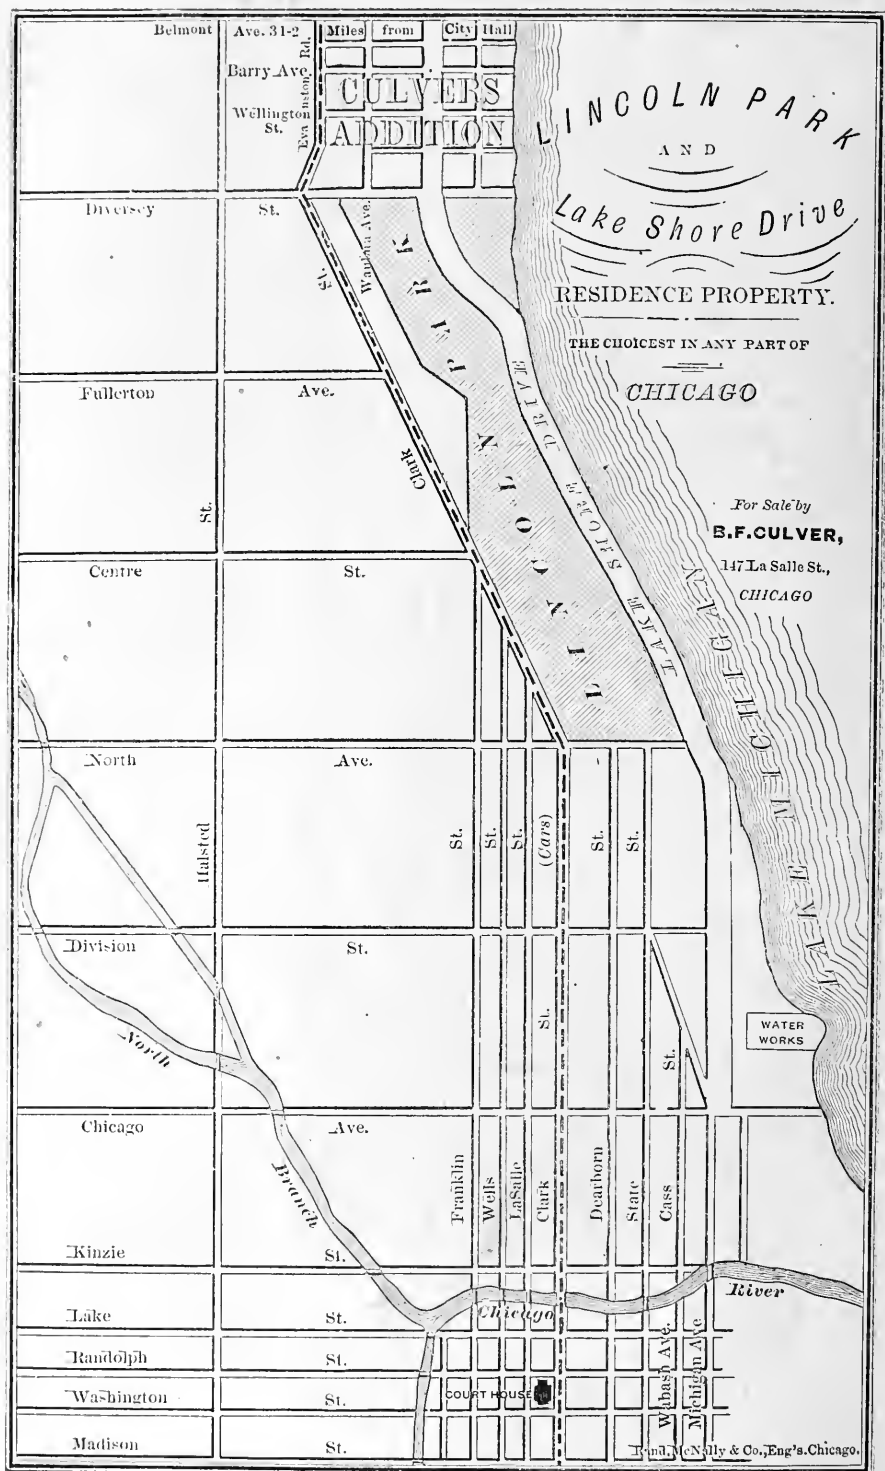 Belmont Ave. 31-2 Miles from City Hall
Barry Ave.
Wellington
St.
Evanston Rd.
CULVERS
ADDITION
LINCOLN PARK
AND
Lake Shore Drive
RESIDENCE PROPERTY.
THE CHOICEST IN ANY PART OF
CHICAGO
For Sale by
B.F. CULVER,
147 La Salle St.,
CHICAGO
Diversey St.
Clark St.
LINCOLN PARK
LAKE SHORE DRIVE
LAKE MICHIGAN
Fullerton Ave.
Halsted St.
Centre St.
North Ave.
St.
St.
St.
(Cars)
St.
St.
Division St.
St.
St.
WATER
WORKS
North Branch
Chicago Ave.
Franklin
Wells
LaSalle
Clark
Dearborn
State
Cass
Kinzie St.
Chicago River
Lake St.
Randolph St.
Wabash Ave.
Michigan Ave
Washington St.
COURT HOUSE
Madison St.
Rand, McNally & Co., Eng's. Chicago.